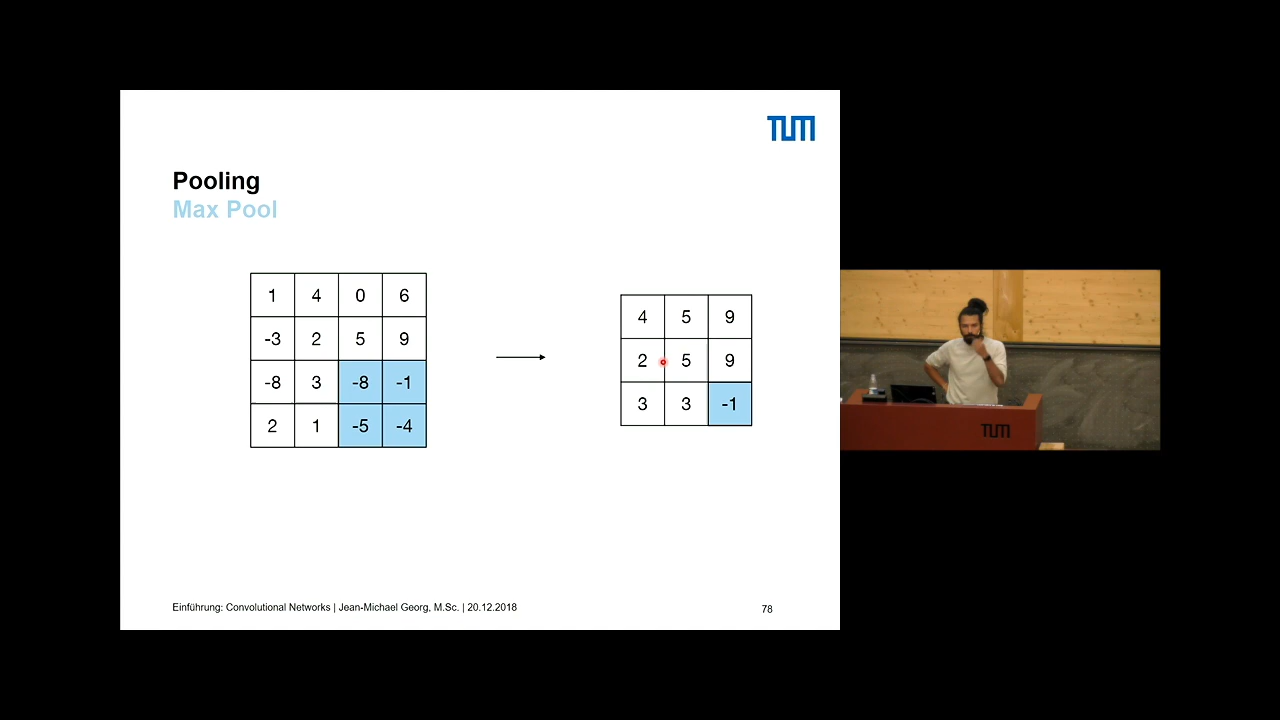 TUM
Pooling
Max Pool
1 4 0 6
-3 2 5 9
-8 3 -8 -1
2 1 -5 -4
4 5 9
2 5 9
3 3 -1
TUM
Einführung: Convolutional Networks | Jean-Michael Georg, M.Sc. | 20.12.2018
78